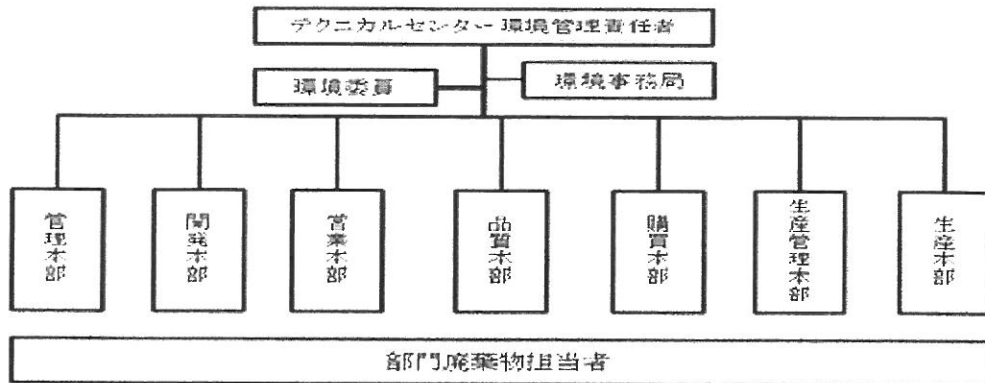 テクニカルセンター環境管理責任者
環境委員
環境事務局
管理本部
開発本部
営業本部
品質本部
購買本部
生産管理本部
生産本部
部門廃棄物担当者